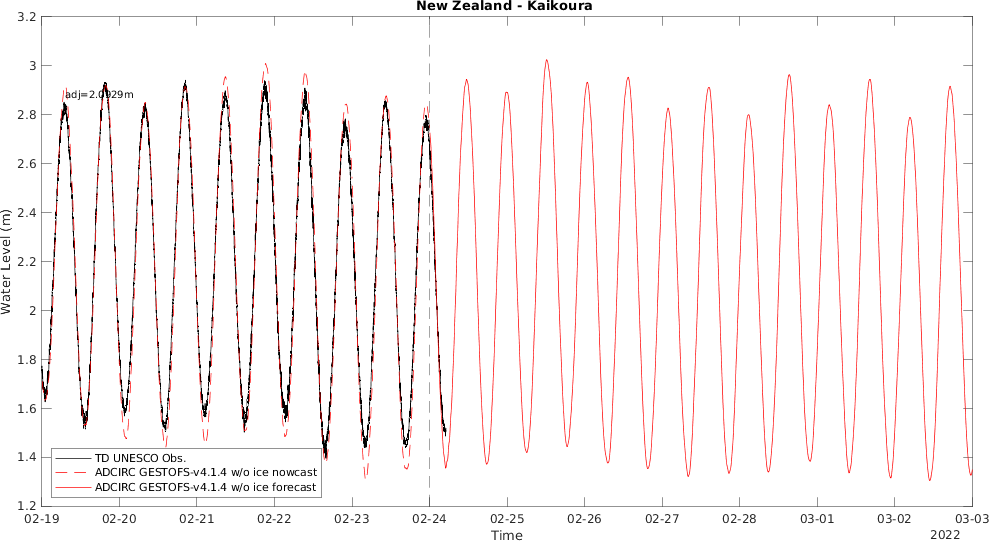 New Zealand - Kaikoura
3.2
3
2.8
2.6
2.4
2.2
2
1.8
1.6
1.4
1.2
Water Level (m)
adj=2.0929m
TD UNESCO Obs.
ADCIRC GESTOFS-v4.1.4 w/o ice nowcast
ADCIRC GESTOFS-v4.1.4 w/o ice forecast
02-19 02-20 02-21 02-22 02-23 02-24 02-25 02-26 02-27 02-28 03-01 03-02 03-03
Time
2022